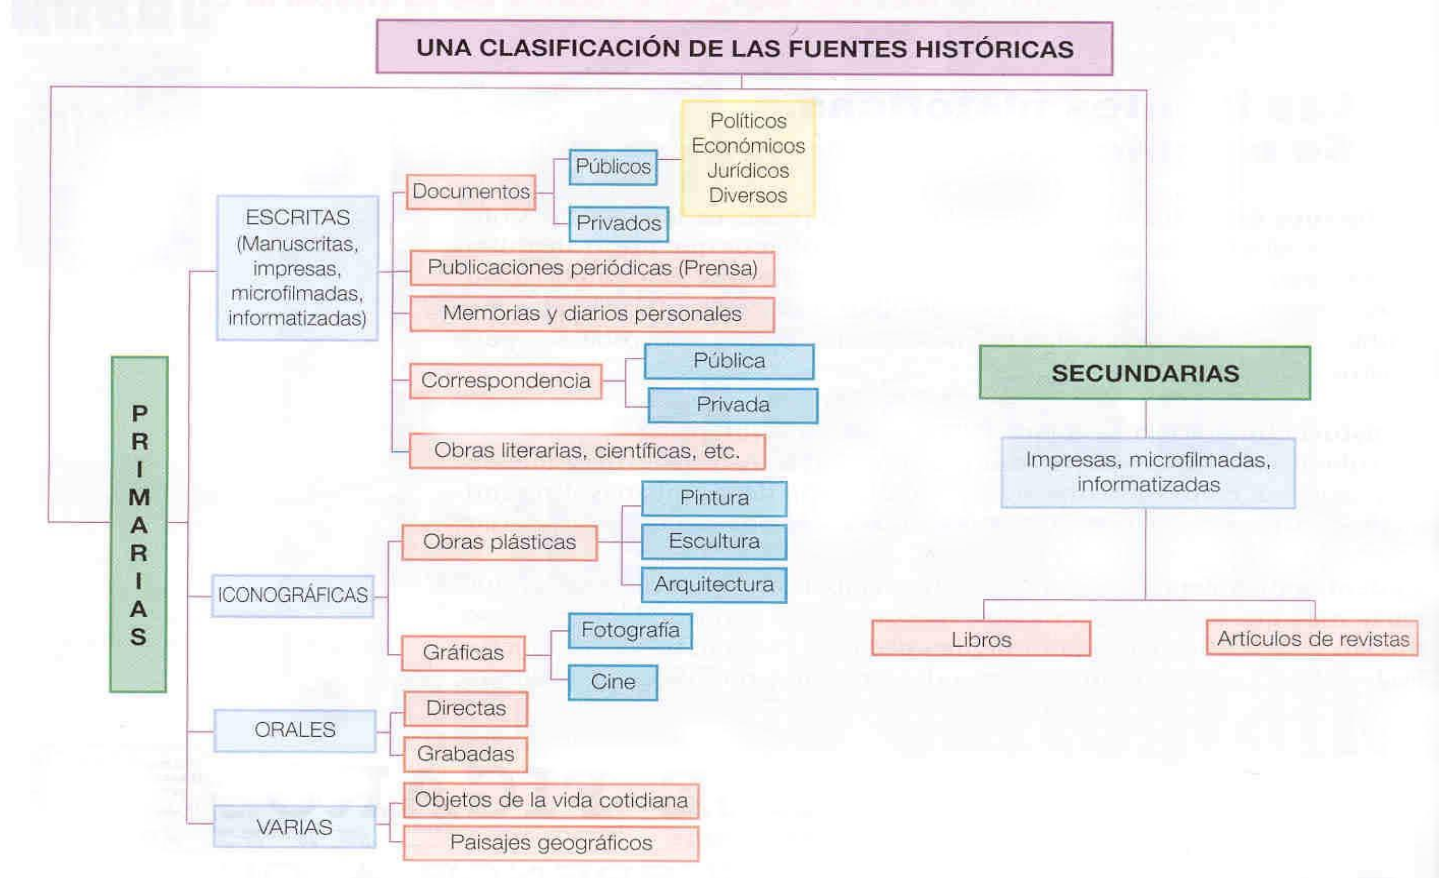 UNA CLASIFICACIÓN DE LAS FUENTES HISTÓRICAS
PRIMARIAS
ESCRITAS
(Manuscritas,
impresas,
microfilmadas,
informatizadas)
Documentos
Públicos
Políticos
Económicos
Jurídicos
Diversos
Privados
Publicaciones periódicas (Prensa)
Memorias y diarios personales
Correspondencia
Pública
Privada
Obras literarias, científicas, etc.
ICONOGRÁFICAS
Obras plásticas
Pintura
Escultura
Arquitectura
Gráficas
Fotografía
Cine
ORALES
Directas
Grabadas
VARIAS
Objetos de la vida cotidiana
Paisajes geográficos
SECUNDARIAS
Impresas, microfilmadas,
informatizadas
Libros
Artículos de revistas